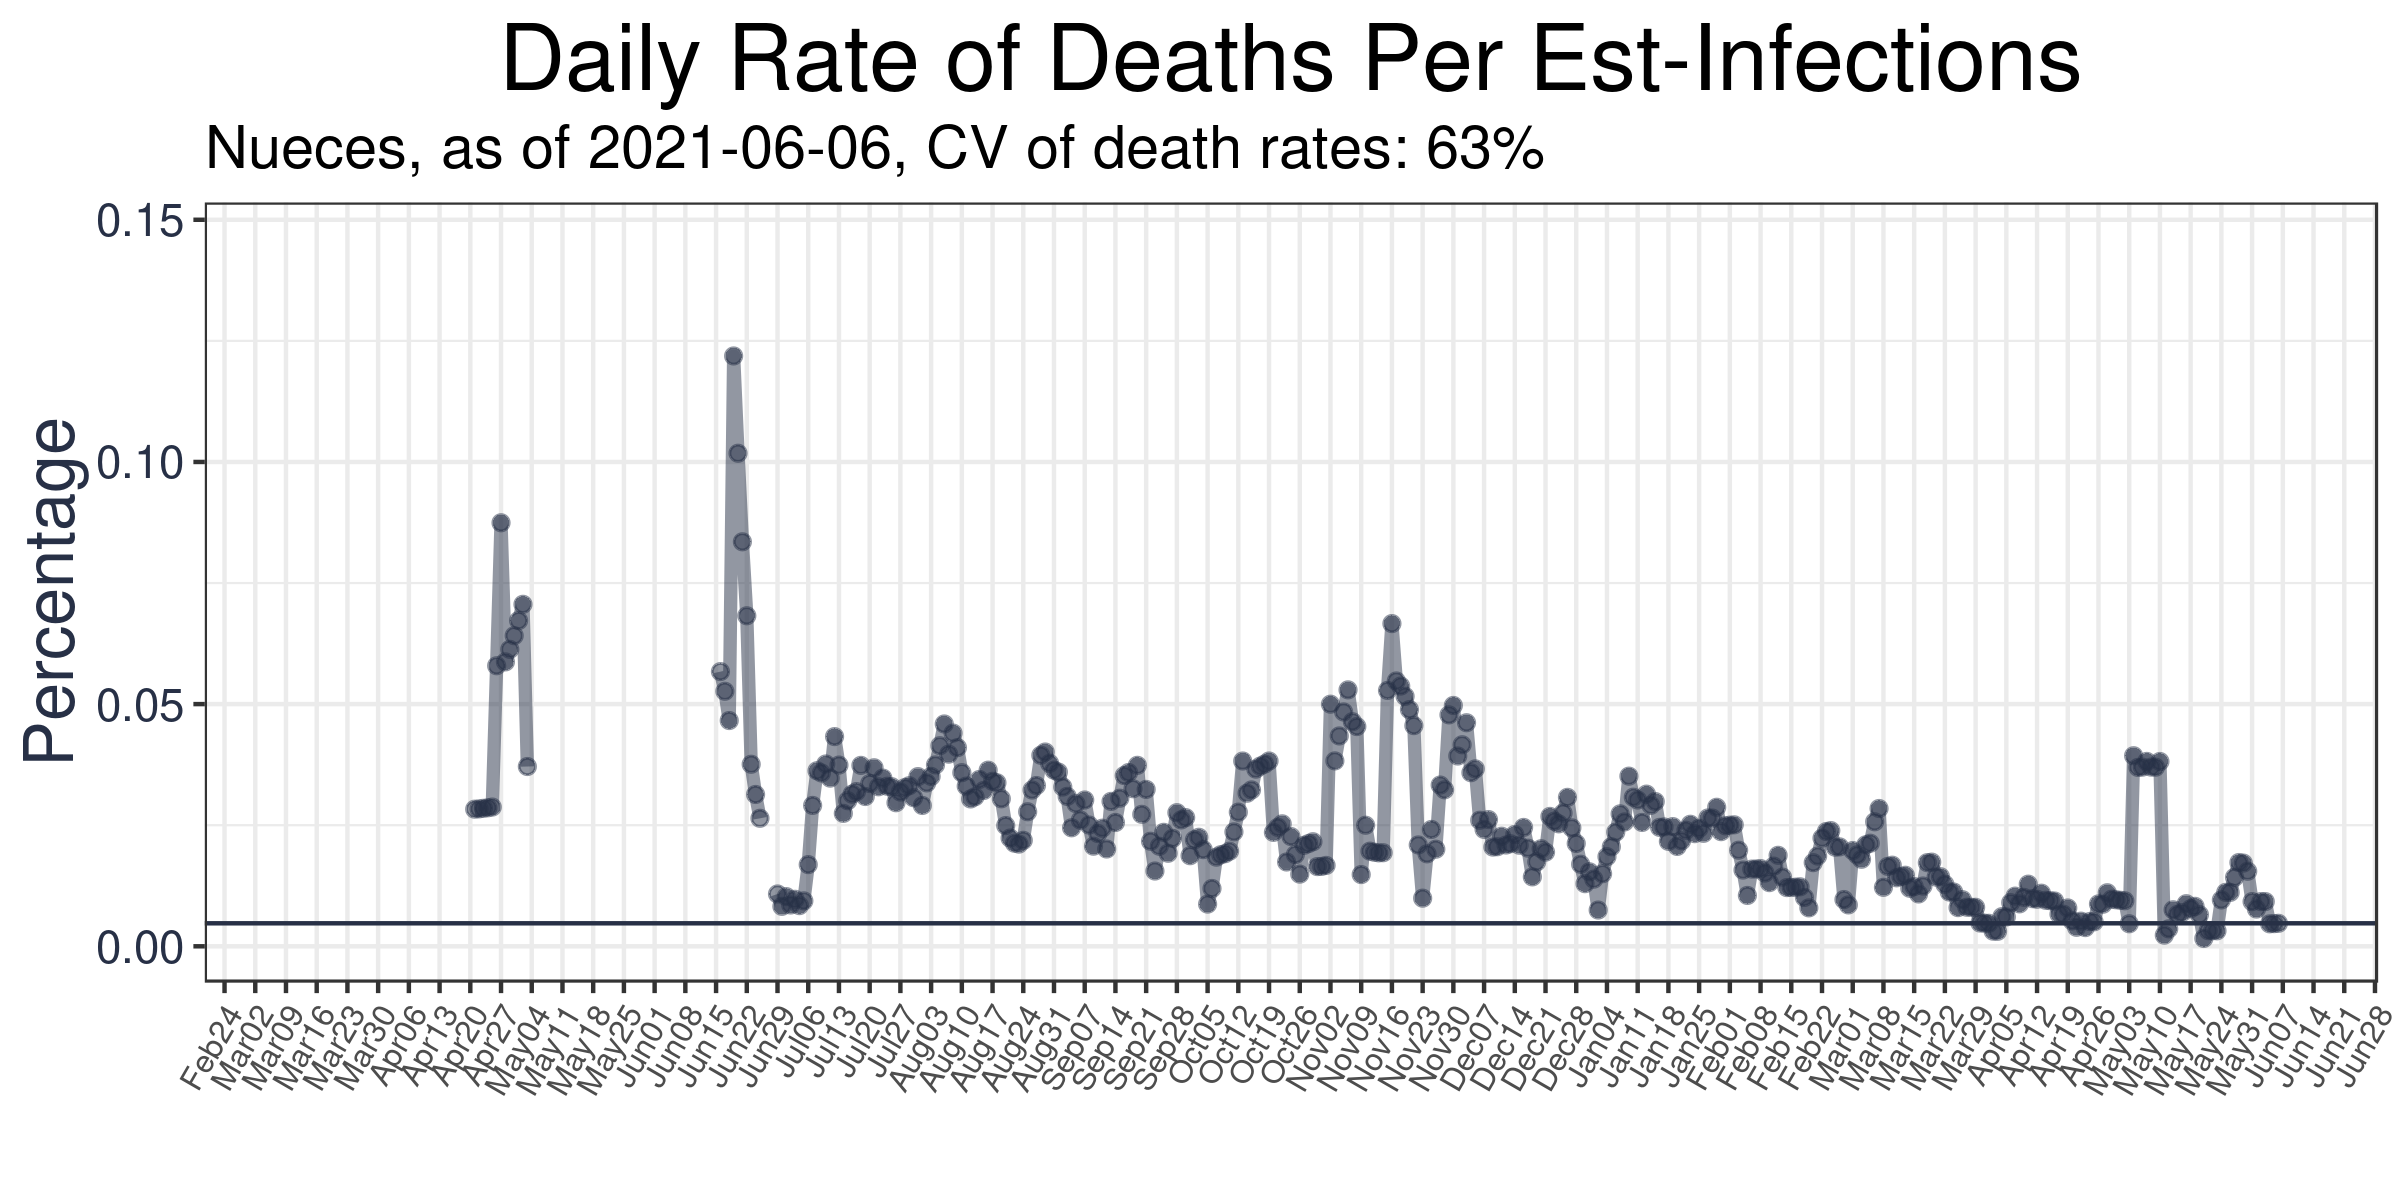 Daily Rate of Deaths Per Est-Infections
Nueces, as of 2021-06-06, CV of death rates: 63%
Percentage
0.15
0.10
0.05
0.00
Feb24
Mar02
Mar09
Mar16
Mar23
Mar30
Apr06
Apr13
Apr20
Apr27
May04
May11
May18
May25
Jun01
Jun08
Jun15
Jun22
Jun29
Jul06
Jul13
Jul20
Jul27
Aug03
Aug10
Aug17
Aug24
Aug31
Sep07
Sep14
Sep21
Sep28
Oct05
Oct12
Oct19
Oct26
Nov02
Nov09
Nov16
Nov23
Nov30
Dec07
Dec14
Dec21
Dec28
Jan04
Jan11
Jan18
Jan25
Feb01
Feb08
Feb15
Feb22
Mar01
Mar08
Mar15
Mar22
Mar29
Apr05
Apr12
Apr19
Apr26
May03
May10
May17
May24
May31
Jun07
Jun14
Jun21
Jun28